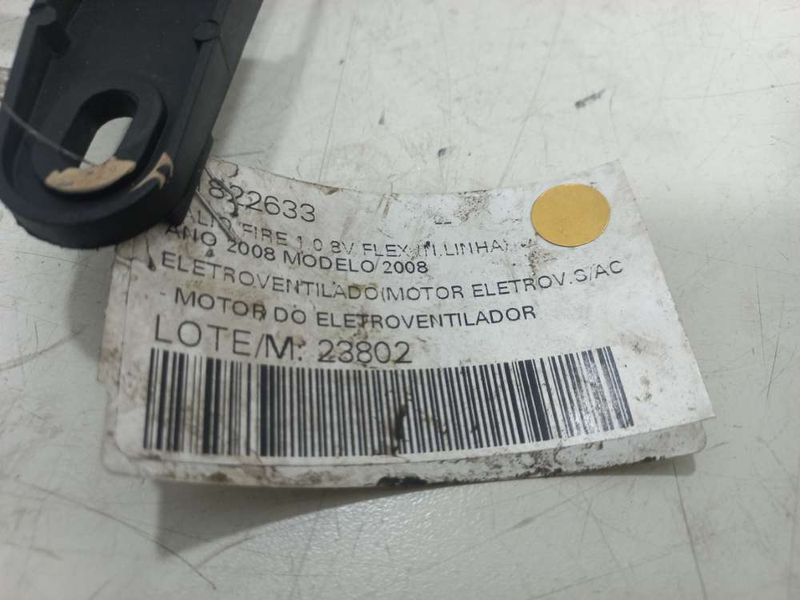 822633
FIRE 1.0 8V FLEX (N.LINHA)
ANO 2008 MODELO 2008
ELETROVENTILADO(MOTOR ELETROV.S/AC
- MOTOR DO ELETROVENTILADOR
LOTE/M: 23802